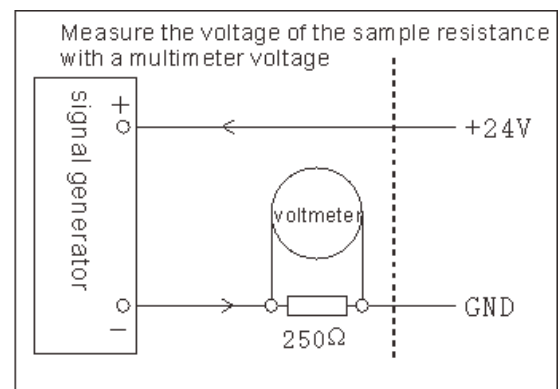 Measure the voltage of the sample resistance
with a multimeter voltage
signal generator
+
+24V
voltmeter
−
GND
250Ω